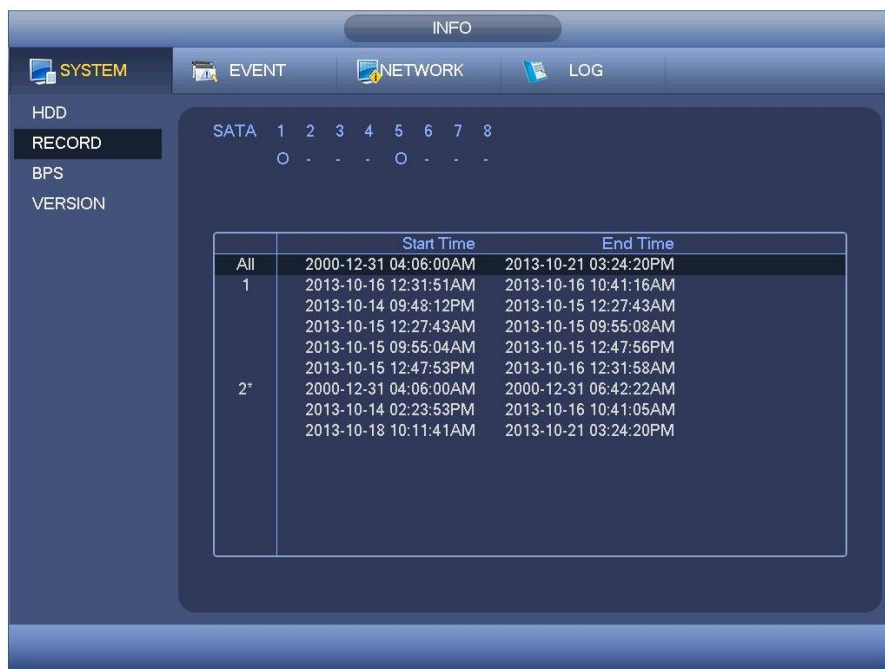 INFO
SYSTEM EVENT NETWORK LOG
HDD
RECORD
BPS
VERSION
SATA 1 2 3 4 5 6 7 8
O - - - O - - -
Start Time End Time
All 2000-12-31 04:06:00AM 2013-10-21 03:24:20PM
1 2013-10-16 12:31:51AM 2013-10-16 10:41:16AM
2013-10-14 09:48:12PM 2013-10-15 12:27:43AM
2013-10-15 12:27:43AM 2013-10-15 09:55:08AM
2013-10-15 09:55:04AM 2013-10-15 12:47:56PM
2013-10-15 12:47:53PM 2013-10-16 12:31:58AM
2* 2000-12-31 04:06:00AM 2000-12-31 06:42:22AM
2013-10-14 02:23:53PM 2013-10-16 10:41:05AM
2013-10-18 10:11:41AM 2013-10-21 03:24:20PM